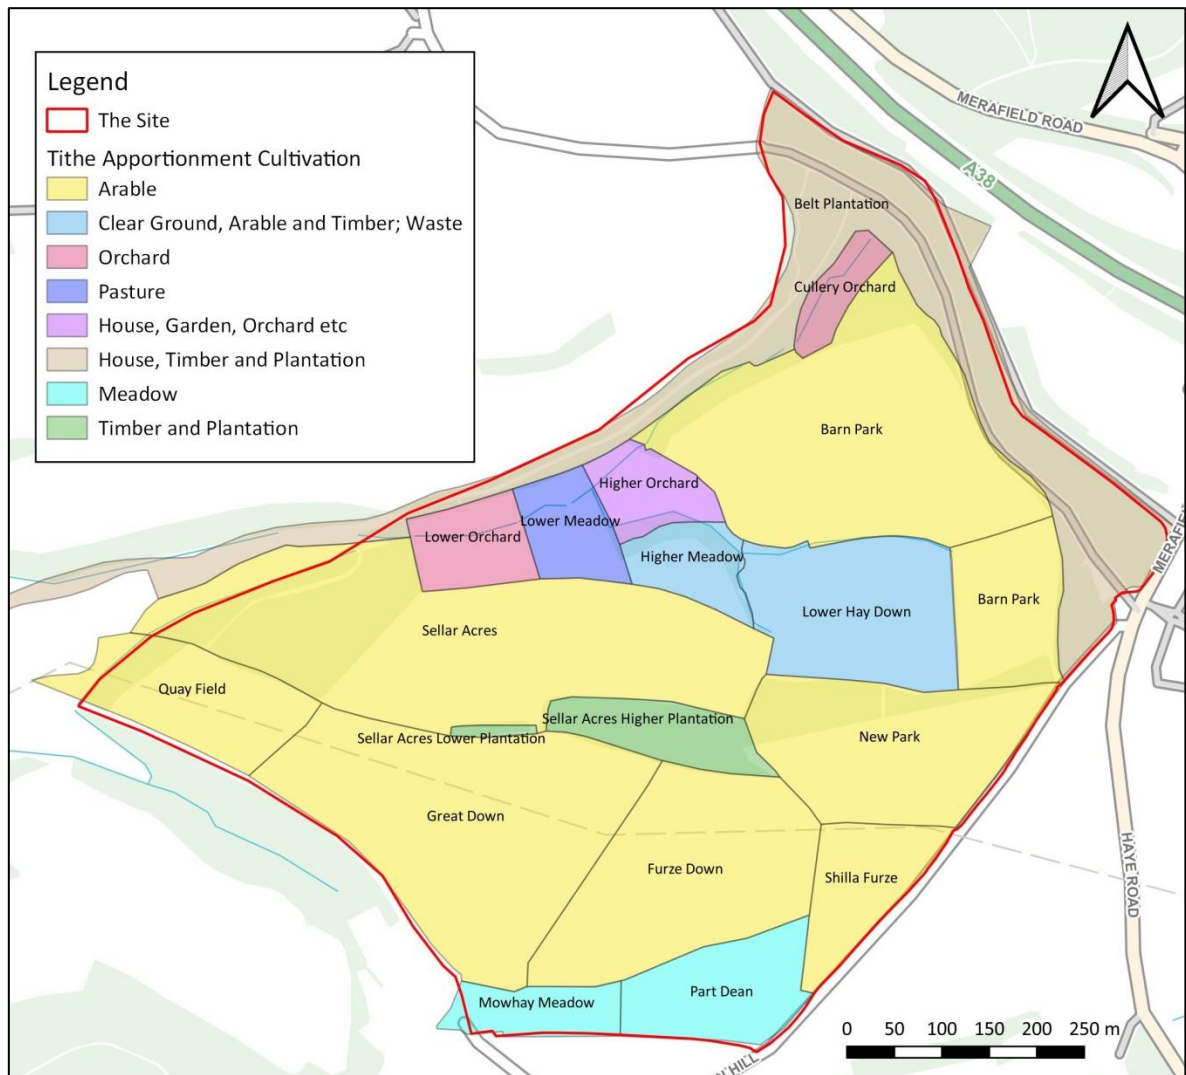 Legend
The Site
Tithe Apportionment Cultivation
Arable
Clear Ground, Arable and Timber; Waste
Orchard
Pasture
House, Garden, Orchard etc
House, Timber and Plantation
Meadow
Timber and Plantation
MERAFIELD ROAD
A38
Belt Plantation
Cullery Orchard
Barn Park
Higher Orchard
Lower Meadow
Lower Orchard
Higher Meadow
MERAFIE
Barn Park
Lower Hay Down
Sellar Acres
Quay Field
Sellar Acres Higher Plantation
Sellar Acres Lower Plantation
New Park
Great Down
Furze Down
Shilla Furze
HAYE ROAD
Part Dean
Mowhay Meadow
HILL
0 50 100 150 200 250 m